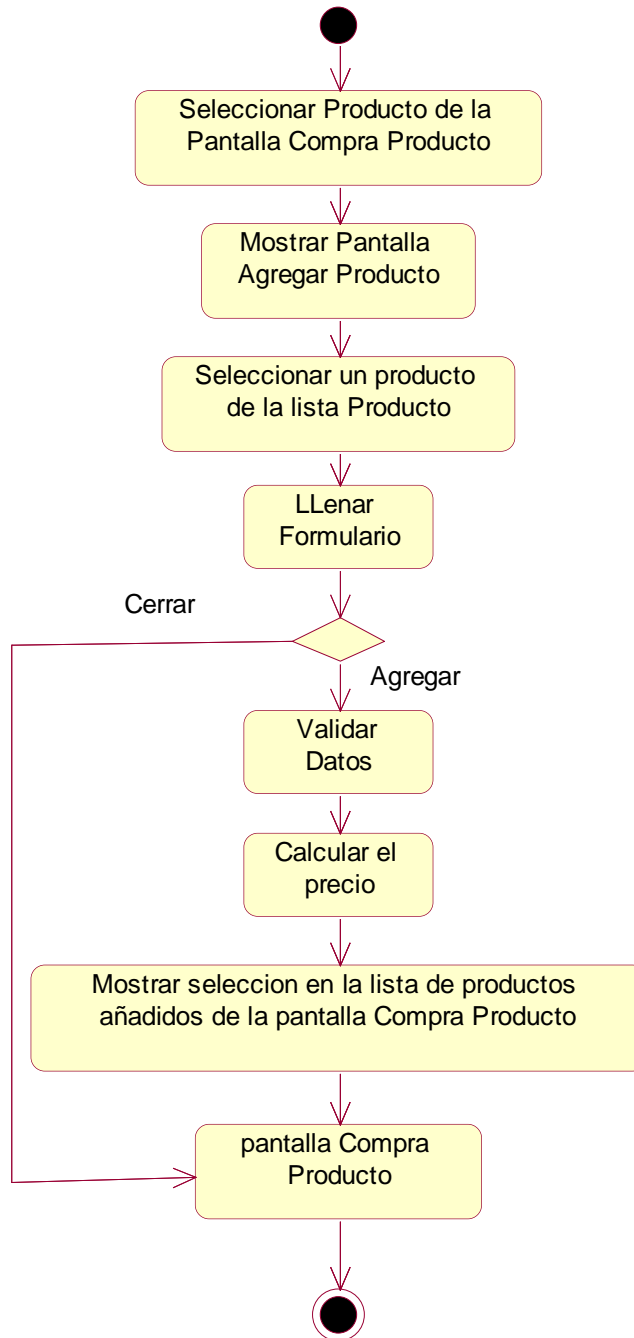 Seleccionar Producto de la
Pantalla Compra Producto
Mostrar Pantalla
Agregar Producto
Seleccionar un producto
de la lista Producto
LLenar
Formulario
Cerrar
Agregar
Validar
Datos
Calcular el
precio
Mostrar seleccion en la lista de productos
añadidos de la pantalla Compra Producto
pantalla Compra
Producto